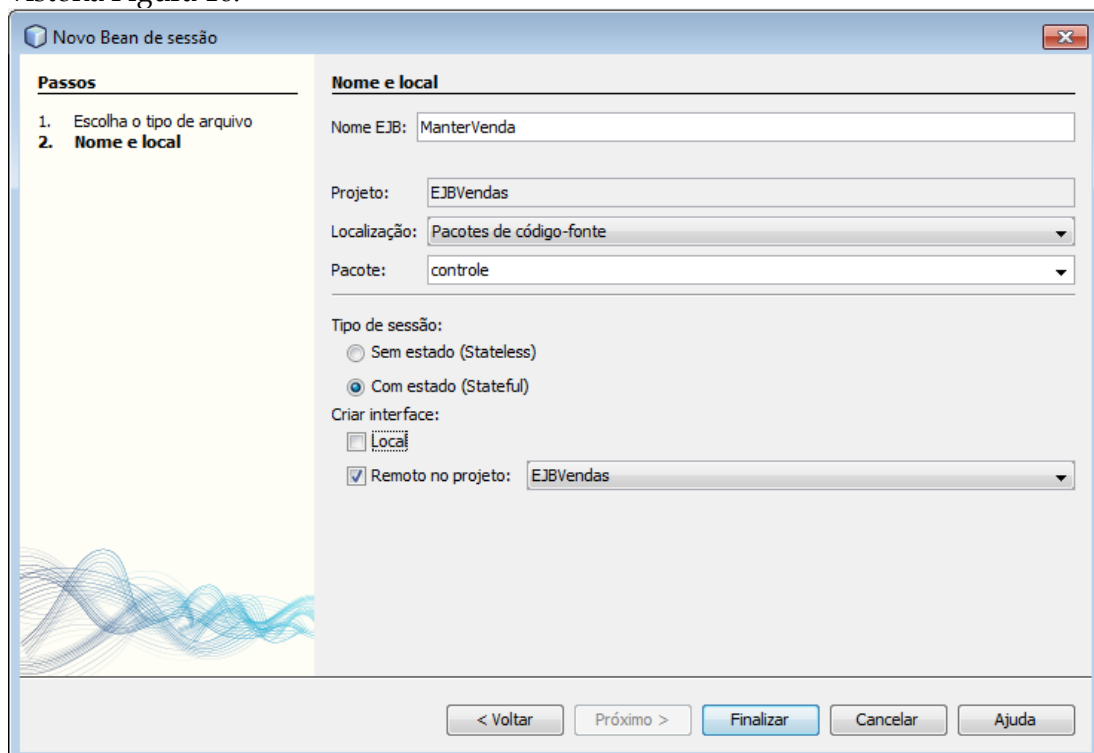 Novo Bean de sessão
Passos
1. Escolha o tipo de arquivo
2. Nome e local
Nome e local
Nome EJB: ManterVenda
Projeto: EJBVendas
Localização: Pacotes de código-fonte
Pacote: controle
Tipo de sessão:
Sem estado (Stateless)
Com estado (Stateful)
Criar interface:
Local
Remoto no projeto: EJBVendas
< Voltar Próximo > Finalizar Cancelar Ajuda